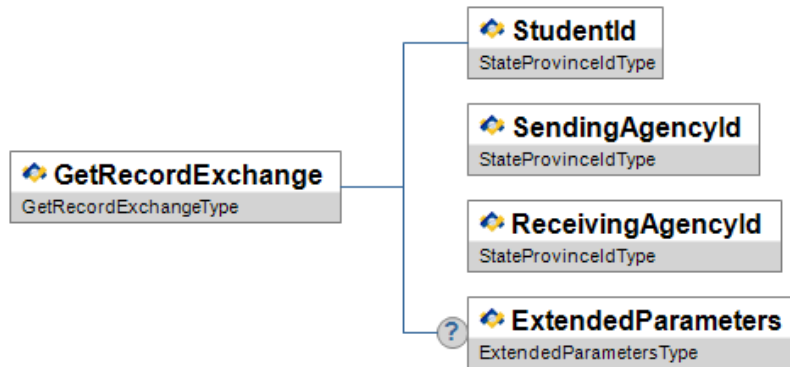 StudentId
StateProvinceIdType
SendingAgencyId
StateProvinceIdType
GetRecordExchange
GetRecordExchangeType
ReceivingAgencyId
StateProvinceIdType
?
ExtendedParameters
ExtendedParametersType